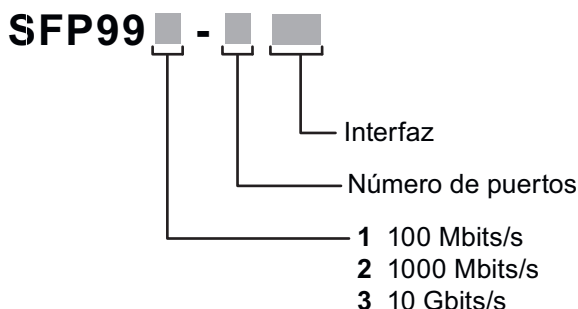 SFP99 -
Interfaz
Número de puertos
1 100 Mbits/s
2 1000 Mbits/s
3 10 Gbits/s